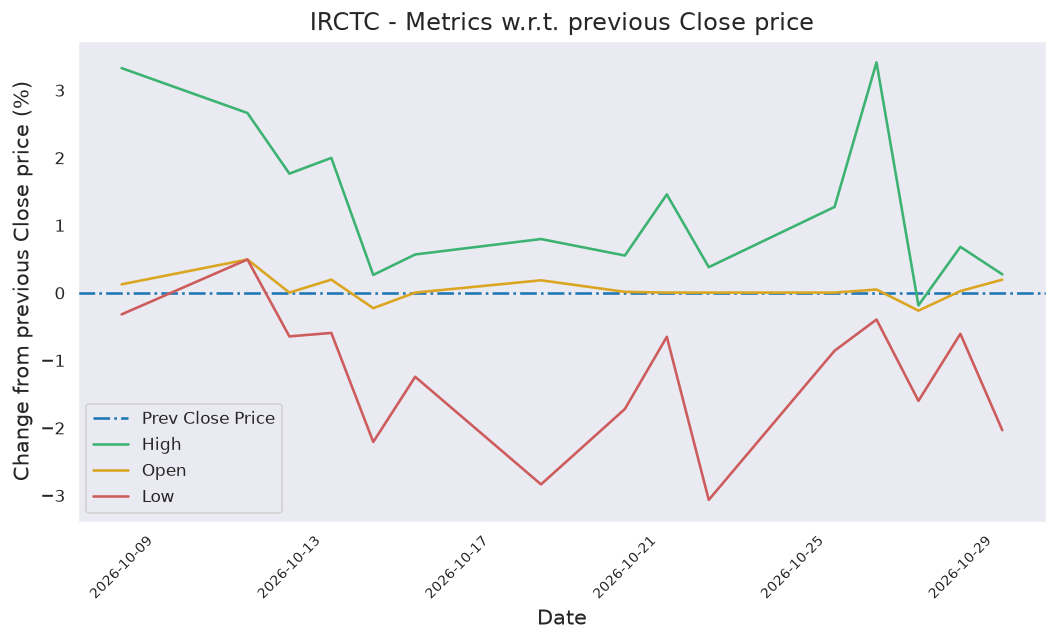 IRCTC - Metrics w.r.t. previous Close price
Change from previous Close price (%)
3
2
1
0
−1
−2
−3
Prev Close Price
High
Open
Low
2026-10-09
2026-10-13
2026-10-17
2026-10-21
2026-10-25
2026-10-29
Date